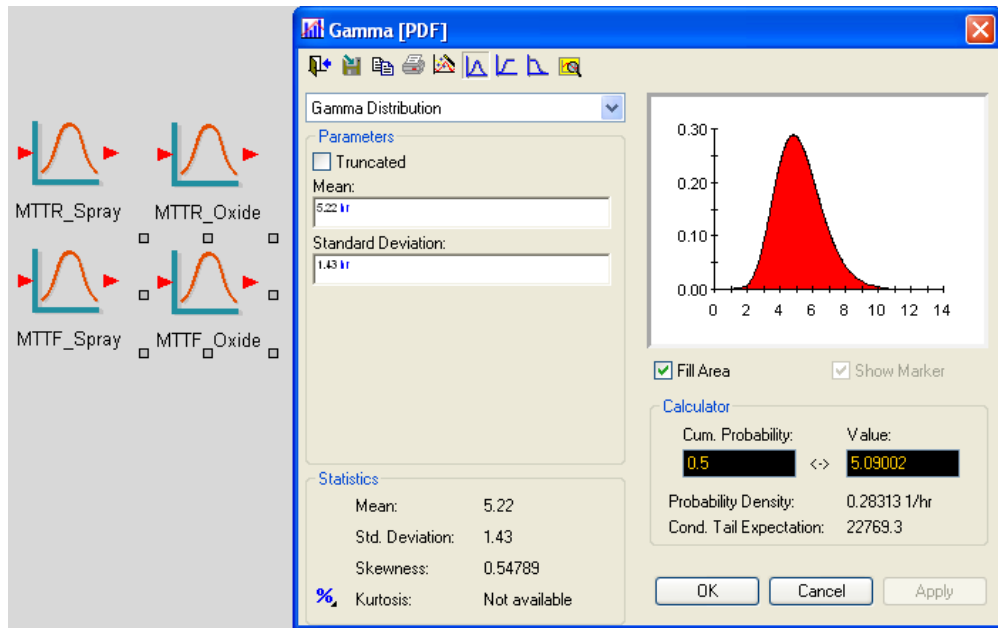 Gamma [PDF]
Gamma Distribution
Parameters
Truncated
Mean:
5.22 hr
Standard Deviation:
1.43 hr
MTTR_Spray
MTTR_Oxide
MTTF_Spray
MTTF_Oxide
0.30
0.20
0.10
0.00
0 2 4 6 8 10 12 14
Fill Area
Show Marker
Calculator
Cum. Probability: Value:
0.5 <-> 5.09002
Probability Density: 0.28313 1/hr
Cond. Tail Expectation: 22769.3
Statistics
Mean: 5.22
Std. Deviation: 1.43
Skewness: 0.54789
%
Kurtosis: Not available
OK Cancel Apply